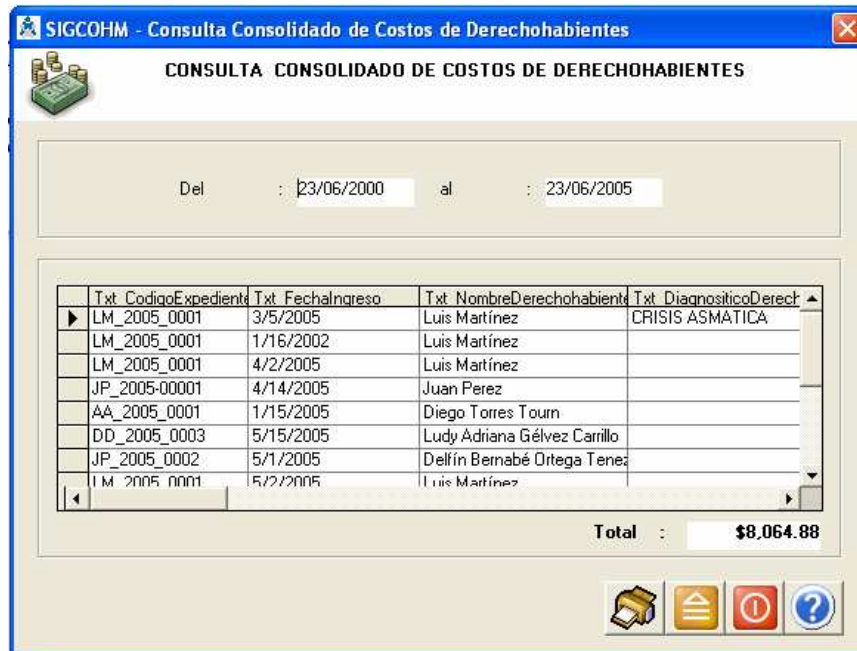 SIGCOHM - Consulta Consolidado de Costos de Derechohabientes
CONSULTA CONSOLIDADO DE COSTOS DE DERECHOHABIENTES
Del : 23/06/2000 al : 23/06/2005
Txt_CodigoExpediente Txt_FechaIngreso Txt_NombreDerechohabiente Txt_DiagnositicoDerech
LM_2005_0001 3/5/2005 Luis Martínez CRISIS ASMATICA
LM_2005_0001 1/16/2002 Luis Martínez
LM_2005_0001 4/2/2005 Luis Martínez
JP_2005-00001 4/14/2005 Juan Perez
AA_2005_0001 1/15/2005 Diego Torres Tourn
DD_2005_0003 5/15/2005 Ludy Adriana Gélvez Carrillo
JP_2005_0002 5/1/2005 Delfín Bernabé Ortega Tenez
LM_2005_0001 5/2/2005 Luis Martínez
Total : $8,064.88